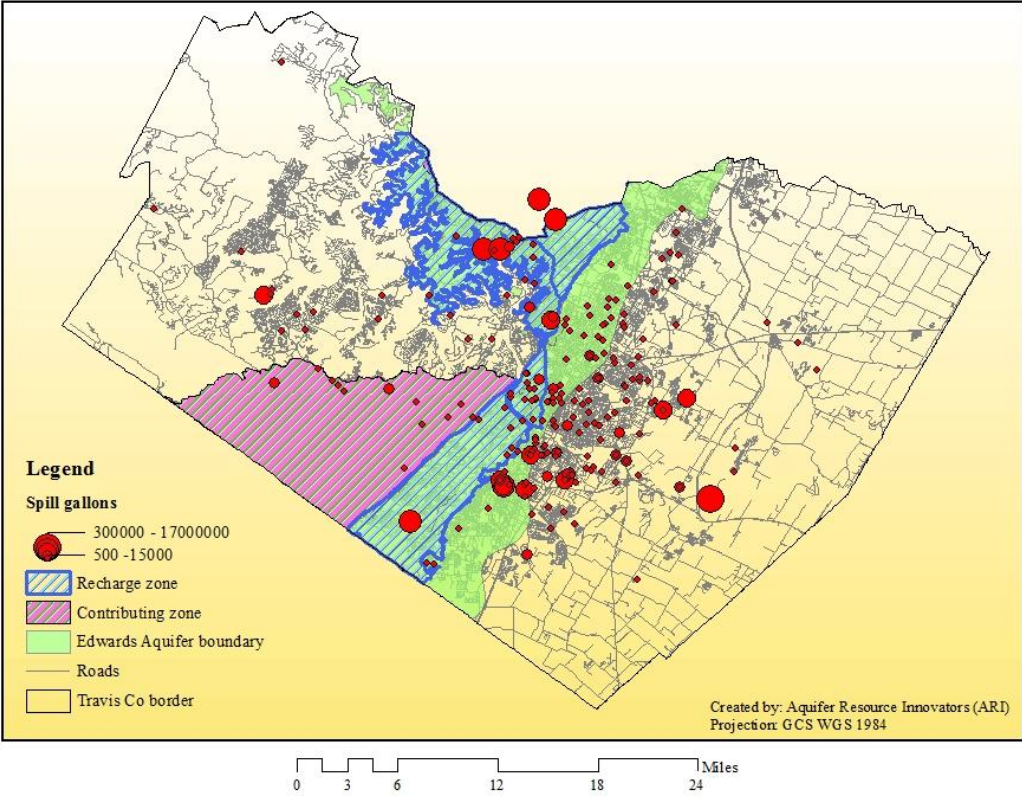 Legend
Spill gallons
300000 - 17000000
500 -15000
Recharge zone
Contributing zone
Edwards Aquifer boundary
Roads
Travis Co border
Created by: Aquifer Resource Innovators (ARI)
Projection: GCS WGS 1984
Miles
0 3 6 12 18 24